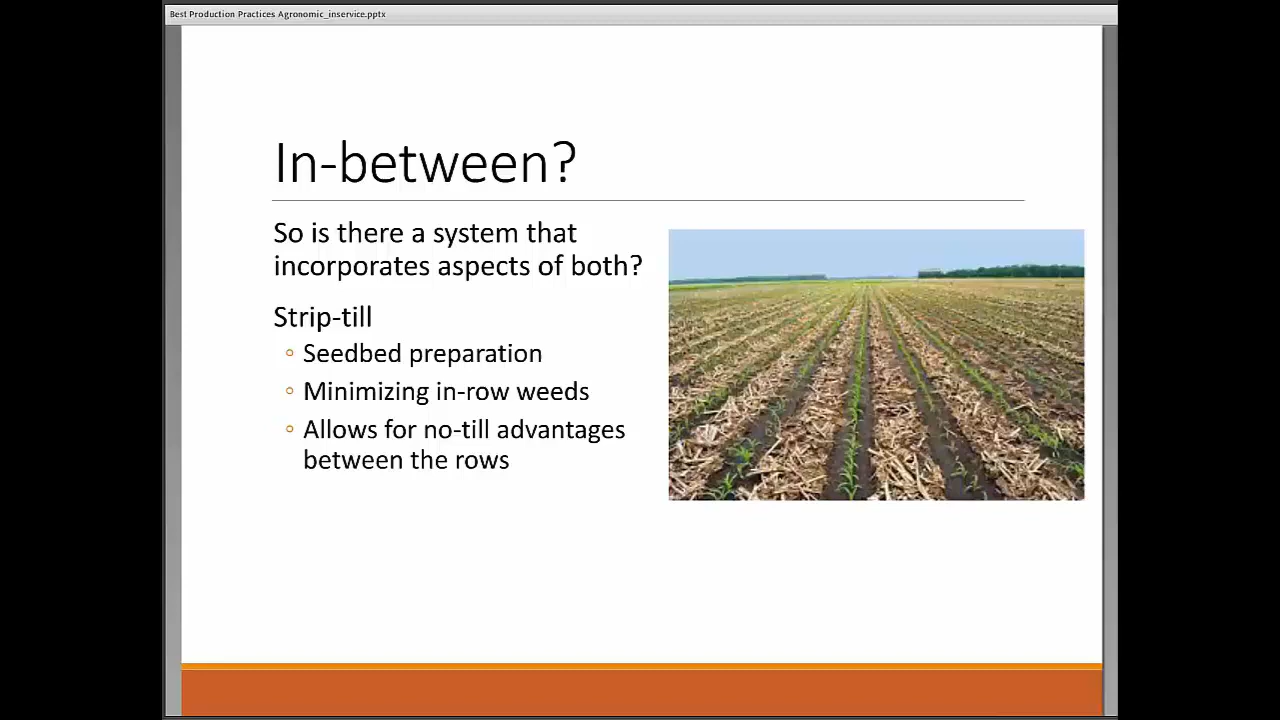 Best Production Practices Agronomic_inservice.pptx
In-between?
So is there a system that
incorporates aspects of both?
Strip-till
◦ Seedbed preparation
◦ Minimizing in-row weeds
◦ Allows for no-till advantages
between the rows